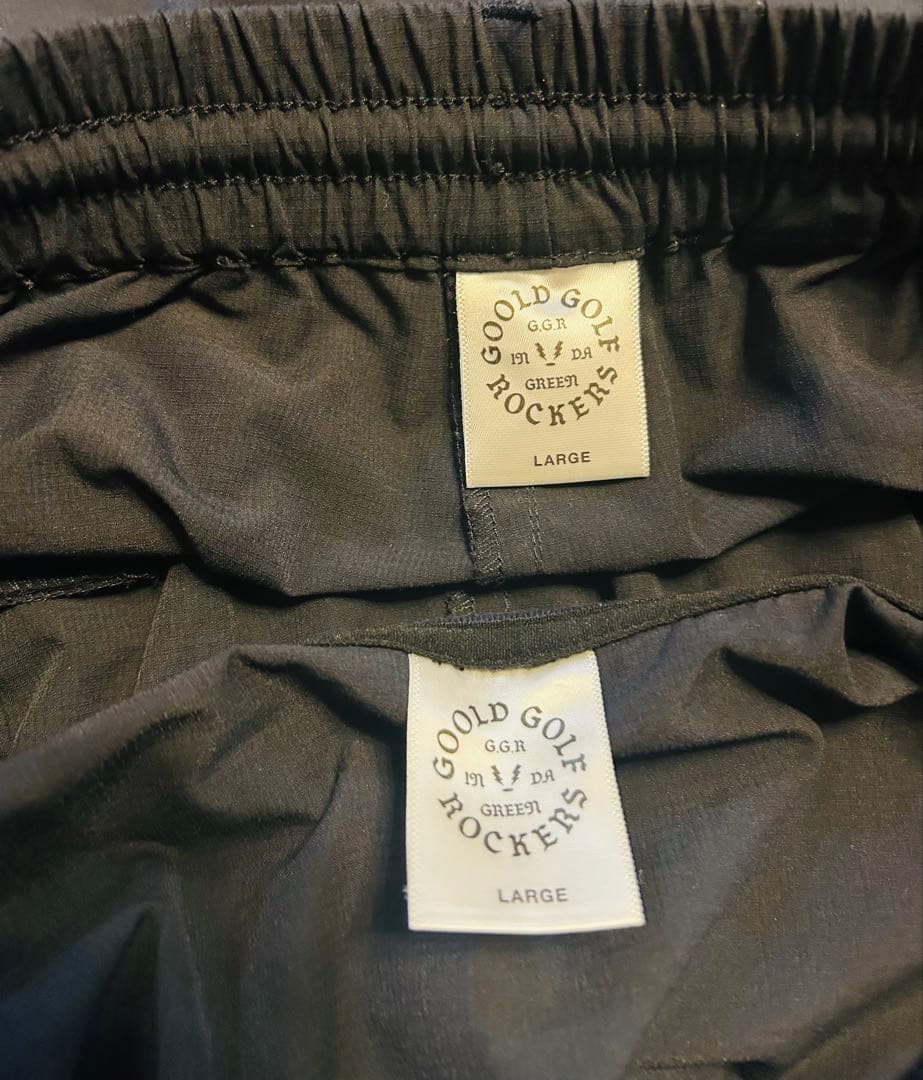 GOOLD GOLF
G.G.R
IN DA
GREEN
ROCKERS
LARGE
GOOLD GOLF
G.G.R
IN DA
GREEN
ROCKERS
LARGE